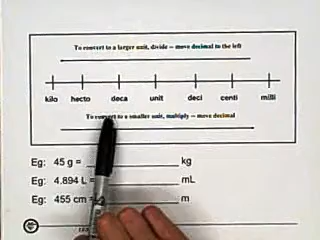 To convert to a larger unit, divide – move decimal to the left
kilo hecto deca unit deci centi milli
To convert to a smaller unit, multiply – move decimal
Eg: 45 g = kg
Eg: 4.894 L = mL
Eg: 455 cm = m